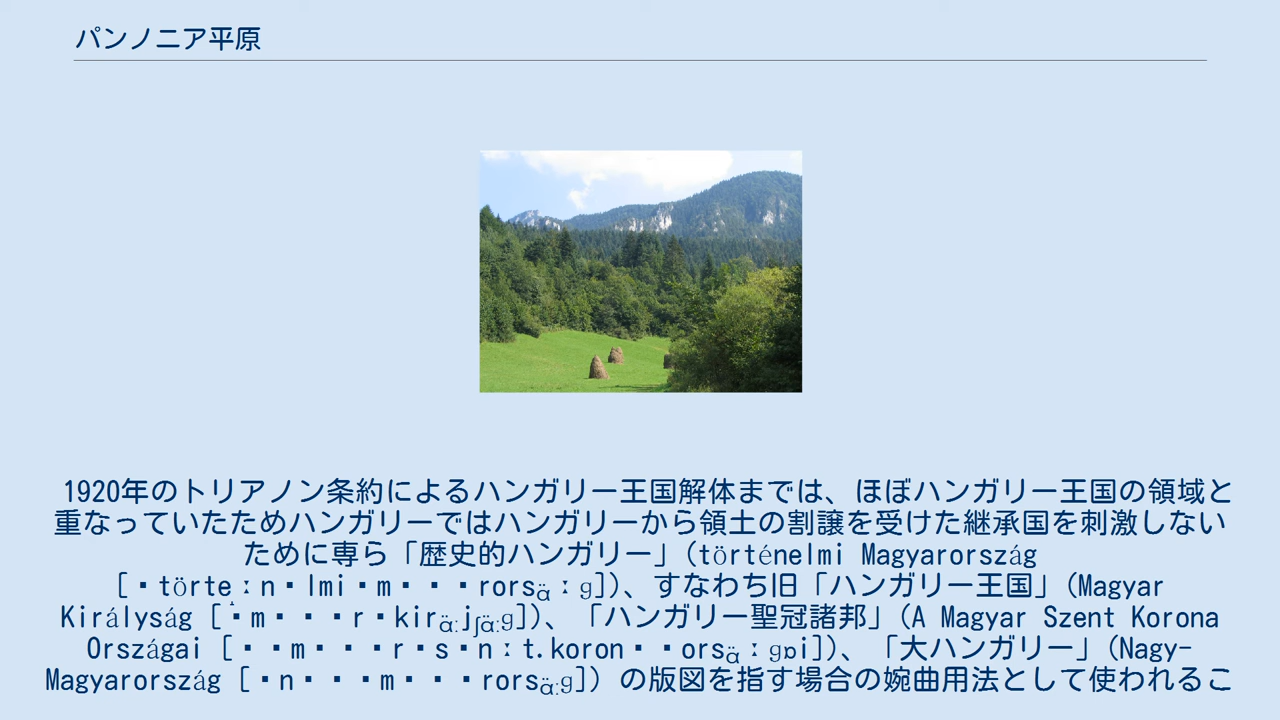 パンノニア平原
1920年のトリアノン条約によるハンガリー王国解体までは、ほぼハンガリー王国の領域と
重なっていたためハンガリーではハンガリーから領土の割譲を受けた継承国を刺激しない
ために専ら「歴史的ハンガリー」(történelmi Magyarország
すなわち旧「ハンガリー王国」(Magyar
Királyság 「ハンガリー聖冠諸邦」(A Magyar Szent Korona
Országai 「大ハンガリー」(Nagy-
Magyarország の版図を指す場合の婉曲用法として使われるこ